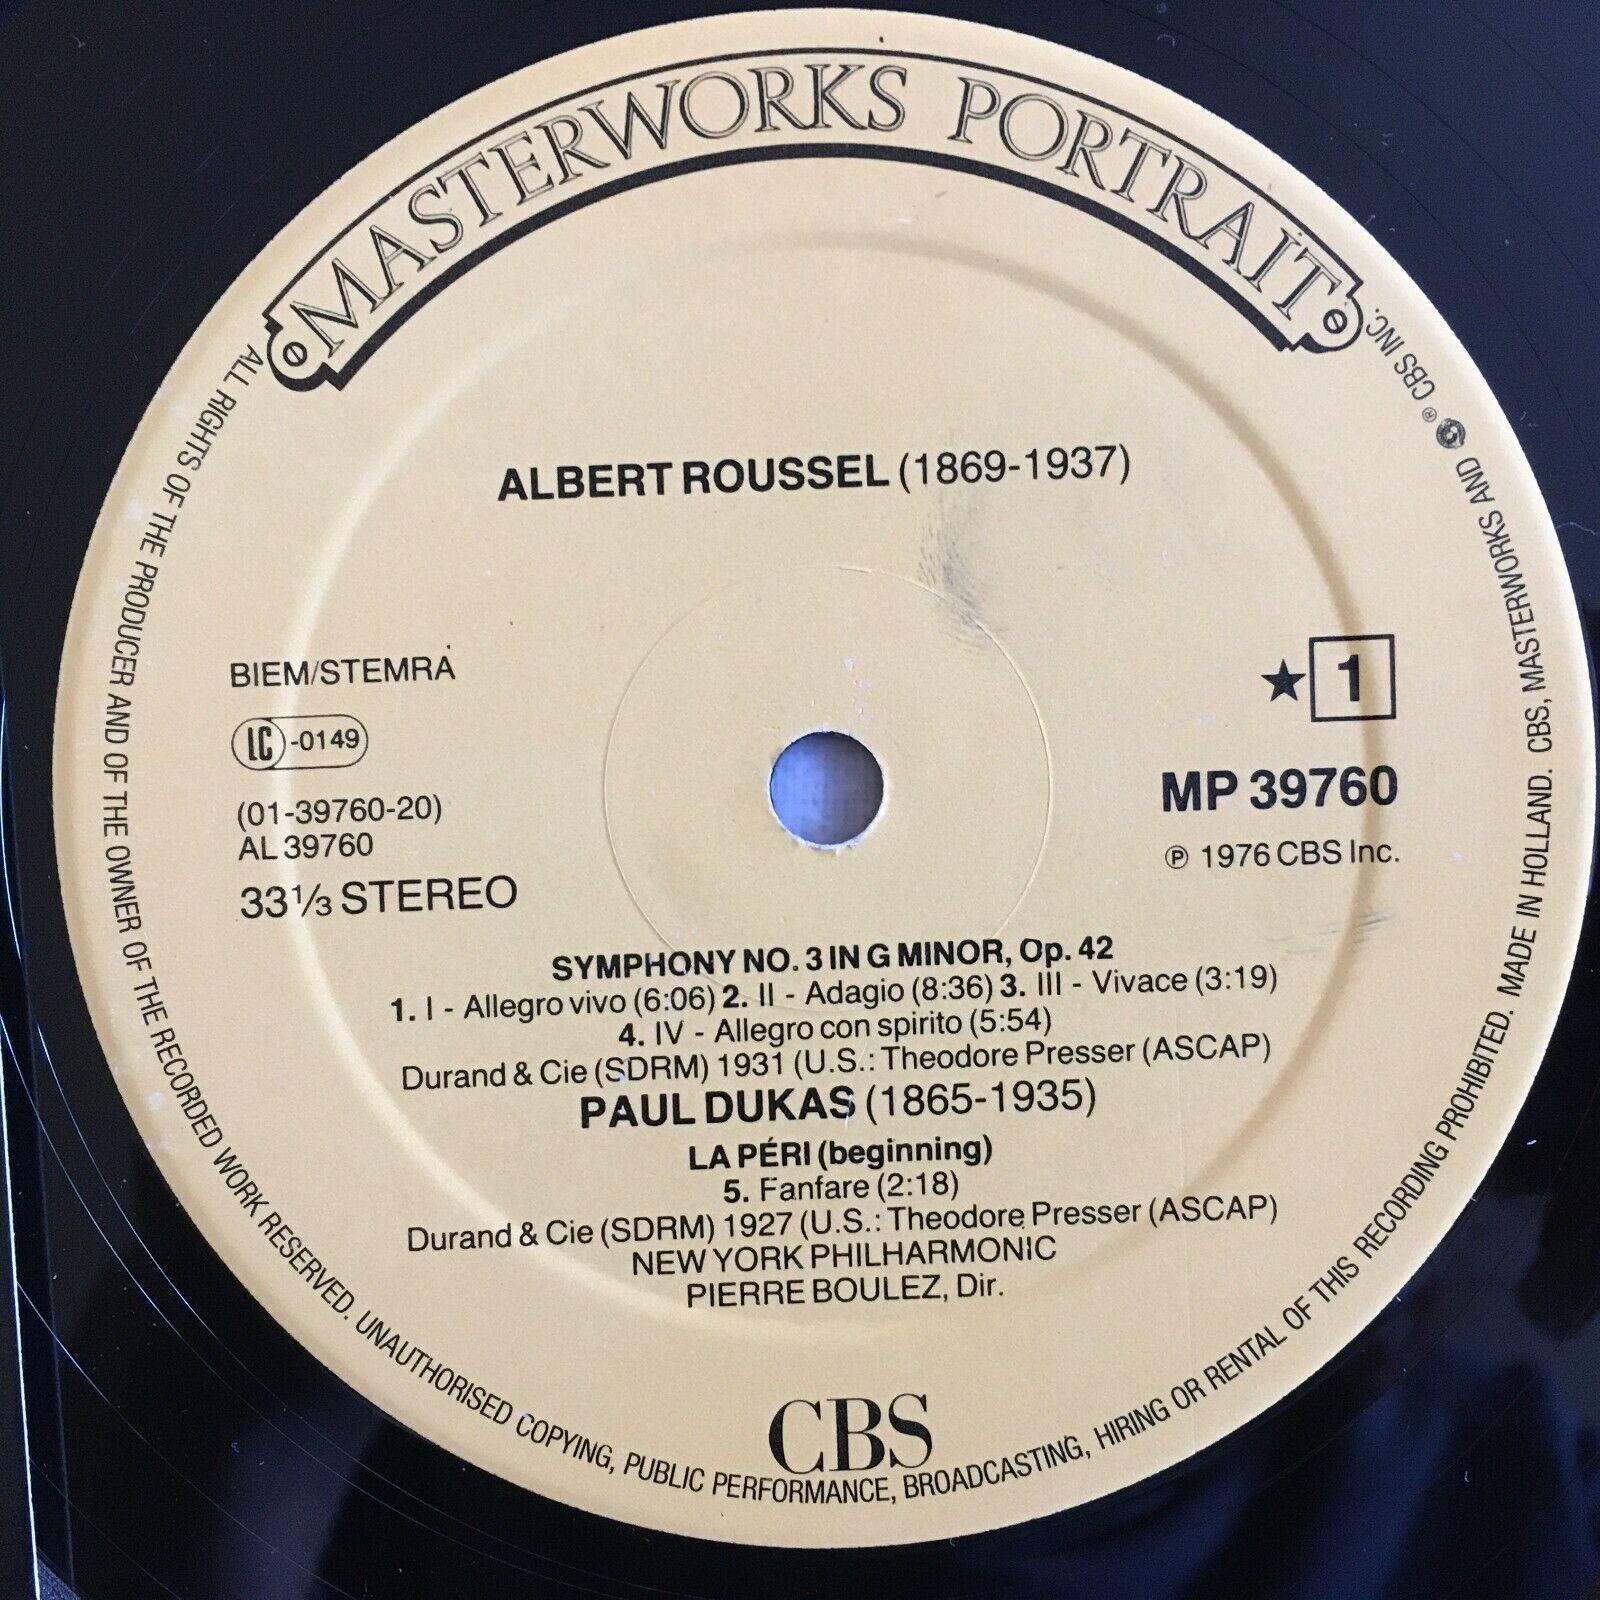 MASTERWORKS PORTRAIT
ALBERT ROUSSEL (1869-1937)
BIEM/STEMRA
LC-0149
(01-39760-20)
AL 39760
33⅓ STEREO
★ 1
MP 39760
℗ 1976 CBS Inc.
SYMPHONY NO. 3 IN G MINOR, Op. 42
1. I - Allegro vivo (6:06) 2. II - Adagio (8:36) 3. III - Vivace (3:19)
4. IV - Allegro con spirito (5:54)
Durand & Cie (SDRM) 1931 (U.S.: Theodore Presser (ASCAP)
PAUL DUKAS (1865-1935)
LA PÉRI (beginning)
5. Fanfare (2:18)
Durand & Cie (SDRM) 1927 (U.S.: Theodore Presser (ASCAP)
NEW YORK PHILHARMONIC
PIERRE BOULEZ, Dir.
CBS
ALL RIGHTS OF THE PRODUCER AND OF THE OWNER OF THE RECORDED WORK RESERVED. UNAUTHORISED COPYING, PUBLIC PERFORMANCE, BROADCASTING, HIRING OR RENTAL OF THIS RECORDING PROHIBITED. MADE IN HOLLAND. CBS, MASTERWORKS AND ® CBS INC.